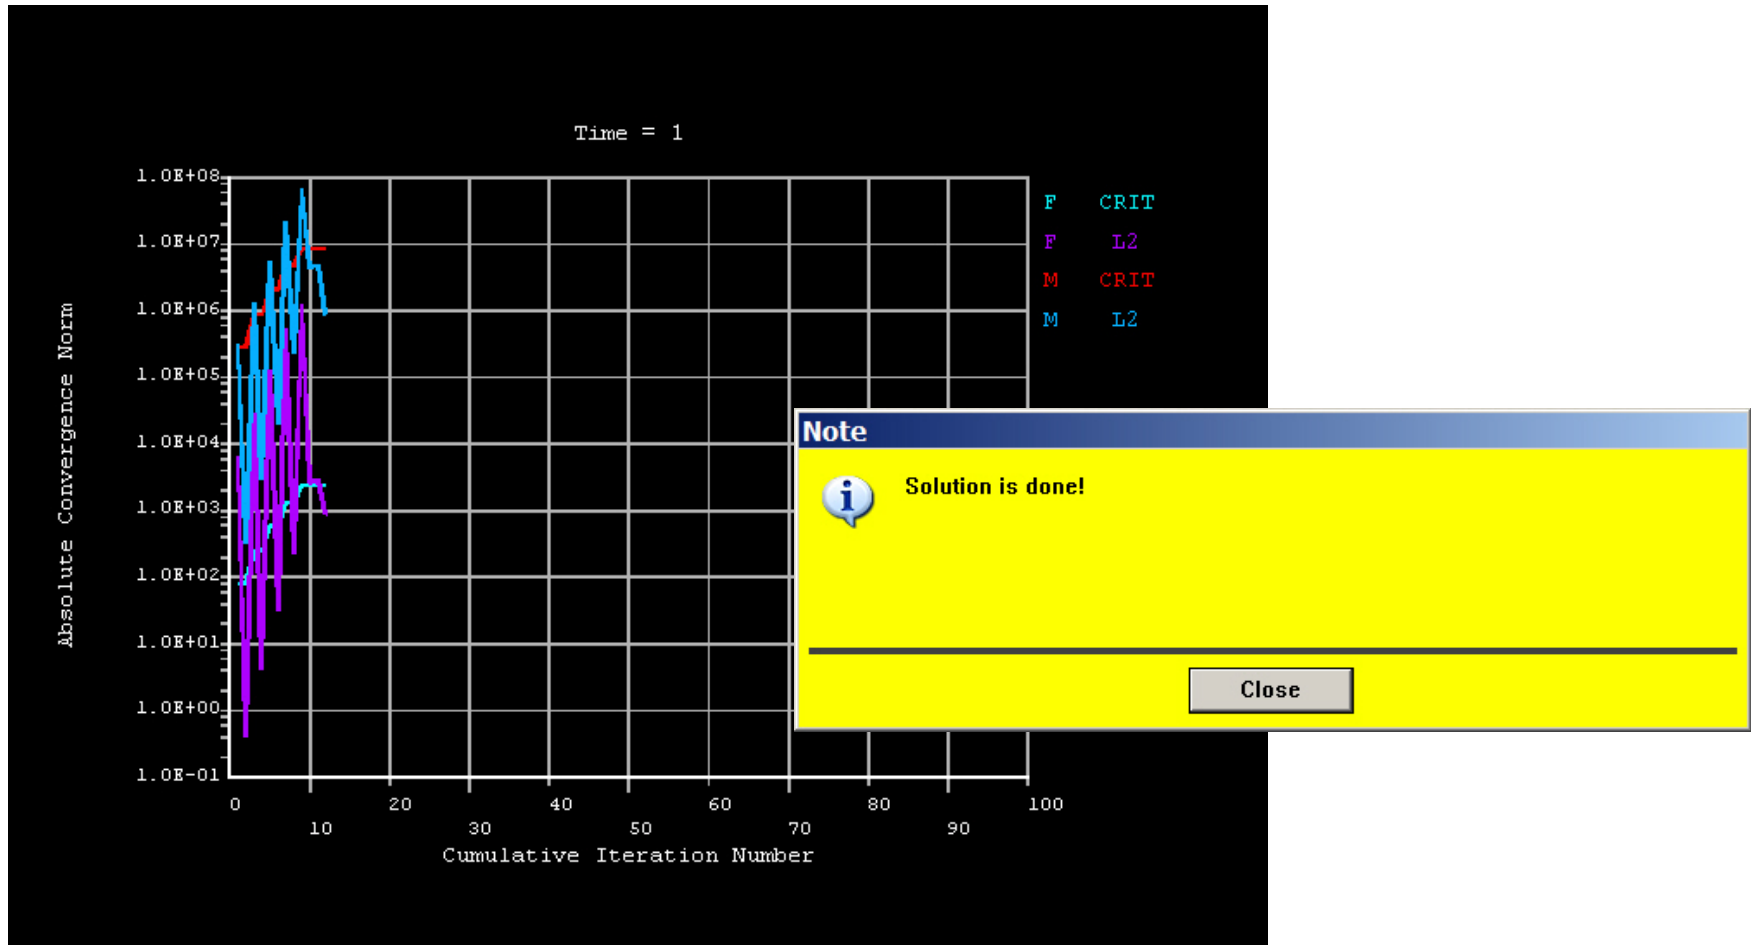 Time = 1
1.0E+08
1.0E+07
1.0E+06
1.0E+05
1.0E+04
1.0E+03
1.0E+02
1.0E+01
1.0E+00
1.0E-01
Absolute Convergence Norm
0
10
20
30
40
50
60
70
80
90
100
Cumulative Iteration Number
F CRIT
F L2
M CRIT
M L2
Note
Solution is done!
Close